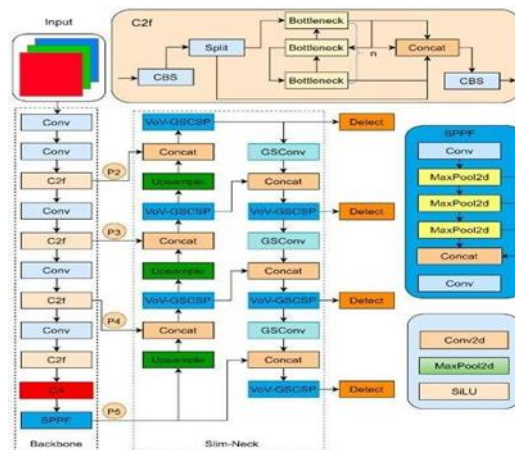 Input
C2f
CBS
Split
Bottleneck
Bottleneck
Bottleneck
n
Concat
CBS
Conv
Conv
C2f
Conv
C2f
Conv
C2f
Conv
C2f
CA
SPPF
Backbone
P2
P3
P4
P5
VoV-GSCSP
Concat
Upsample
VoV-GSCSP
Concat
Upsample
VoV-GSCSP
Concat
Upsample
GSConv
Concat
VoV-GSCSP
GSConv
Concat
VoV-GSCSP
GSConv
Concat
VoV-GSCSP
Slim-Neck
Detect
Detect
Detect
Detect
SPPF
Conv
MaxPool2d
MaxPool2d
MaxPool2d
Concat
Conv
Conv2d
MaxPool2d
SiLU